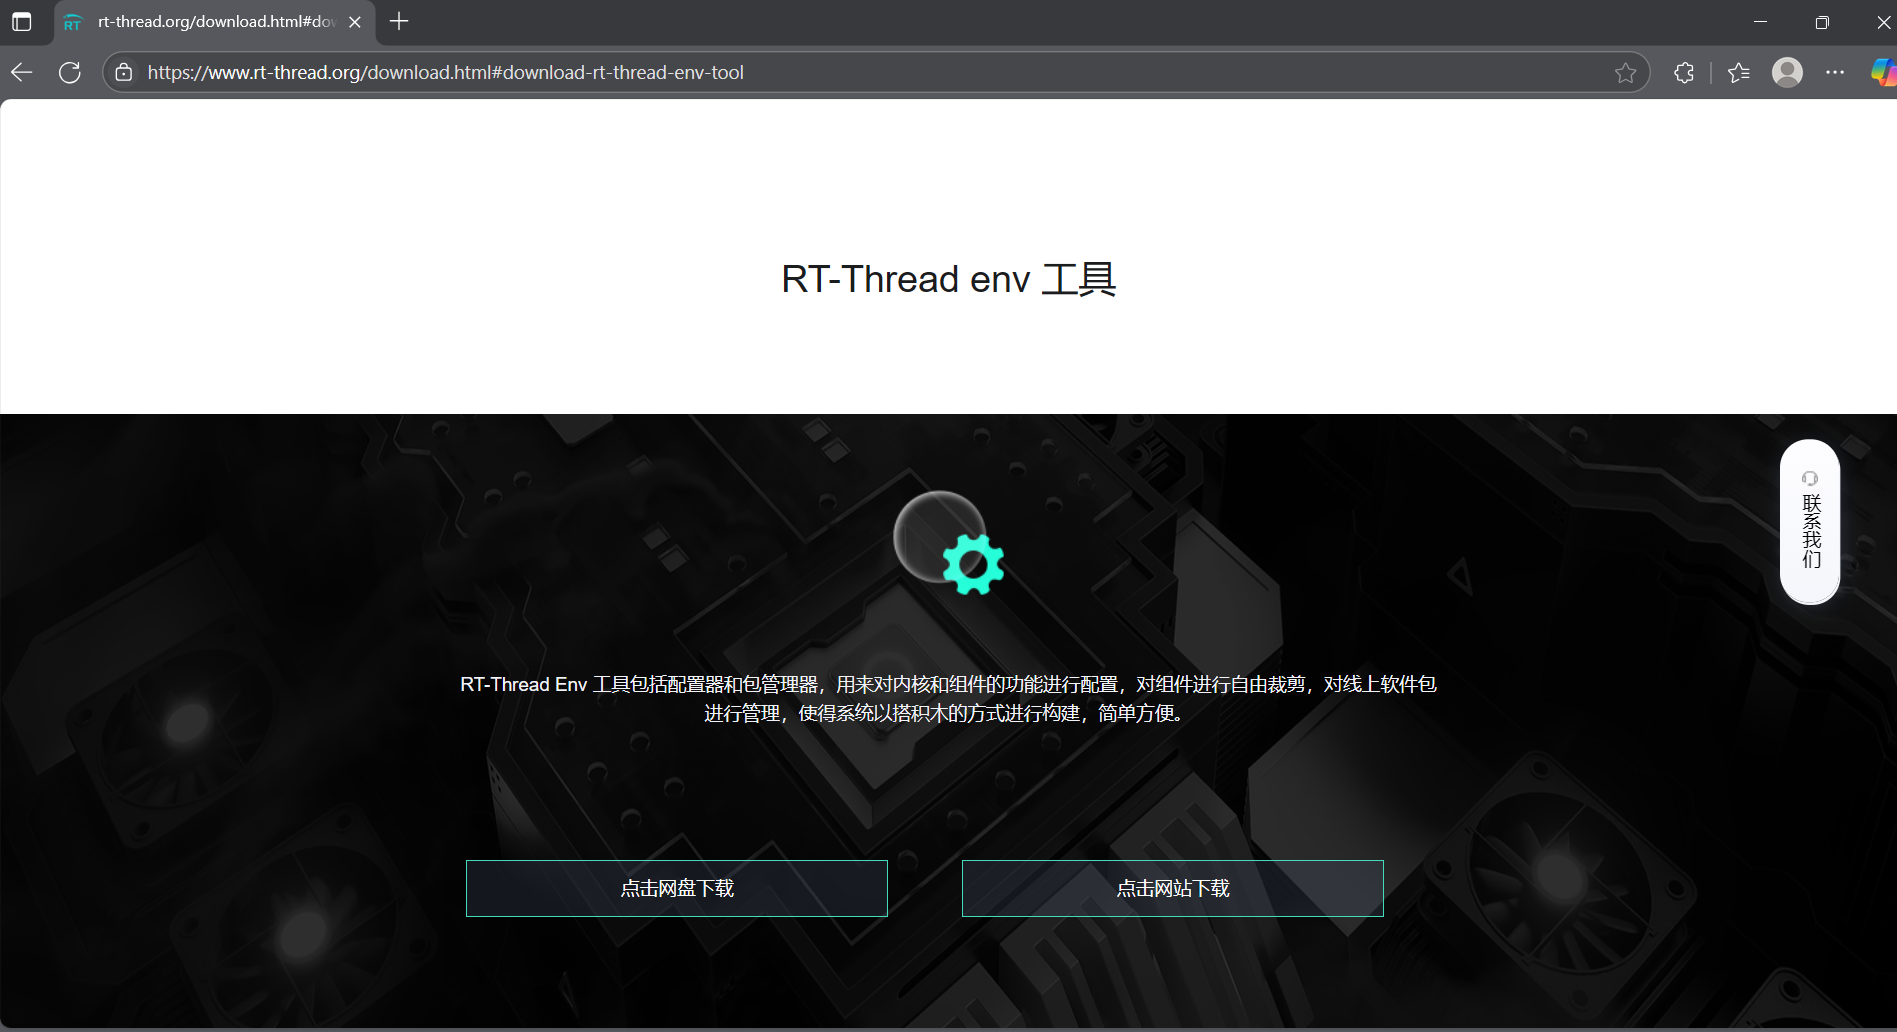 RT
rt-thread.org/download.html#dow
https://www.rt-thread.org/download.html#download-rt-thread-env-tool
RT-Thread env 工具
联系我们
RT-Thread Env 工具包括配置器和包管理器，用来对内核和组件的功能进行配置，对组件进行自由裁剪，对线上软件包
进行管理，使得系统以搭积木的方式进行构建，简单方便。
点击网盘下载
点击网站下载